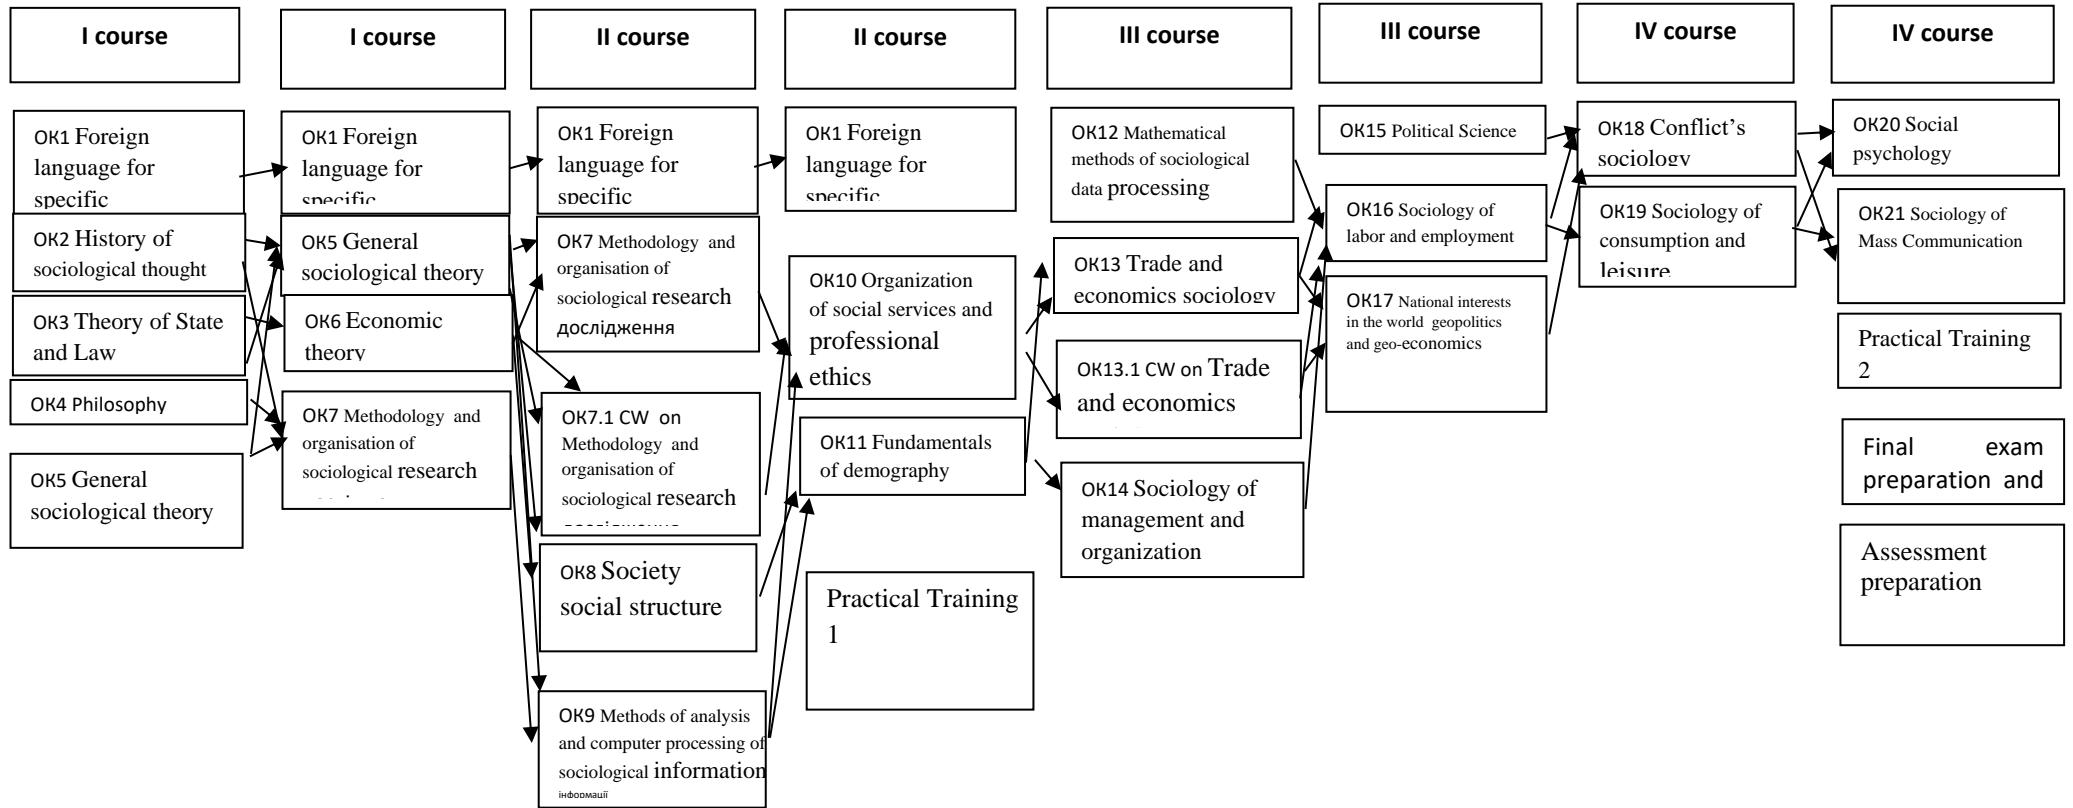 I course
I course
II course
II course
III course
III course
IV course
IV course
ОК1 Foreign
language for
specific
ОК2 History of
sociological thought
ОК3 Theory of State
and Law
ОК4 Philosophy
ОК5 General
sociological theory
ОК1 Foreign
language for
specific
ОК5 General
sociological theory
ОК6 Economic
theory
ОК7 Methodology and
organisation of
sociological research
ОК1 Foreign
language for
specific
ОК7 Methodology and
organisation of
sociological research
дослідження
ОК7.1 CW on
Methodology and
organisation of
sociological research
дослідження
ОК8 Society
social structure
ОК9 Methods of analysis
and computer processing of
sociological information
інформації
ОК1 Foreign
language for
specific
ОК10 Organization
of social services and
professional
ethics
ОК11 Fundamentals
of demography
Practical Training
1
ОК12 Mathematical
methods of sociological
data processing
ОК13 Trade and
economics sociology
ОК13.1 CW on Trade
and economics
ОК14 Sociology of
management and
organization
ОК15 Political Science
ОК16 Sociology of
labor and employment
ОК17 National interests
in the world geopolitics
and geo-economics
ОК18 Conflict’s
sociology
ОК19 Sociology of
consumption and
leisure
ОК20 Social
psychology
ОК21 Sociology of
Mass Communication
Practical Training
2
Final exam
preparation and
Assessment
preparation